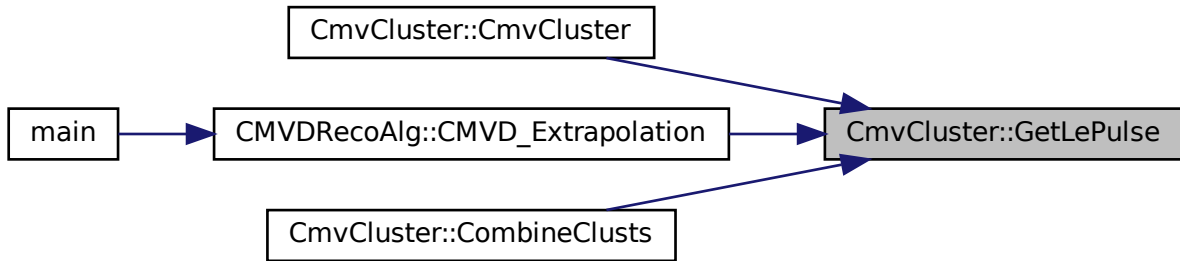 CmvCluster::CmvCluster
main
CMVDRecoAlg::CMVD_Extrapolation
CmvCluster::GetLePulse
CmvCluster::CombineClusts